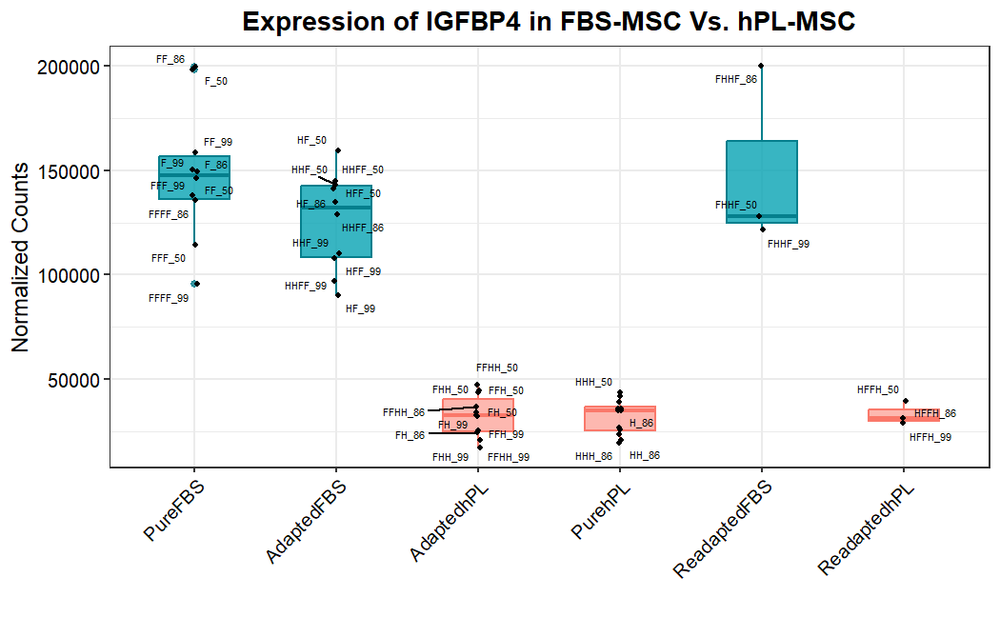 Expression of IGFBP4 in FBS-MSC Vs. hPL-MSC
Normalized Counts
200000
150000
100000
50000
FF_86
F_50
FF_99
F_99
F_86
FFF_99
FF_50
FFFF_86
FFF_50
FFFF_99
HF_50
HHF_50
HHFF_50
HFF_50
HF_86
HHFF_86
HHF_99
HFF_99
HHFF_99
HF_99
FFHH_50
FHH_50
FFH_50
FFHH_86
FH_50
FH_99
FH_86
FFH_99
FHH_99
FFHH_99
HHH_50
H_86
HHH_86
HH_86
FHHF_86
FHHF_50
FHHF_99
HFFH_50
HFFH_86
HFFH_99
PureFBS
AdaptedFBS
AdaptedhPL
PurehPL
ReadaptedFBS
ReadaptedhPL